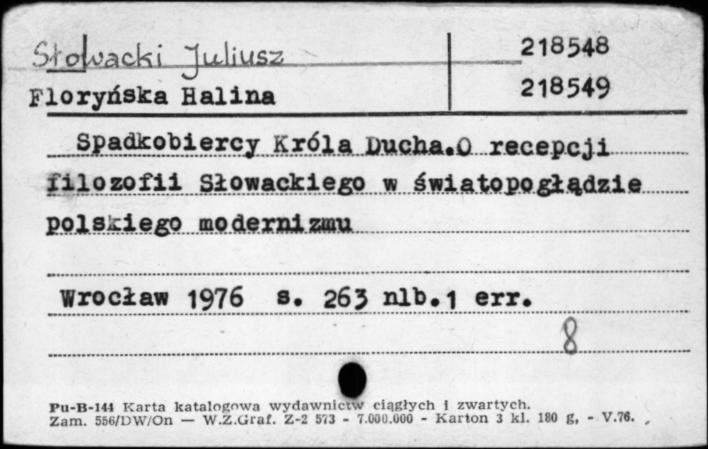 Słowacki Juliusz 218548
Floryńska Halina 218549
Spadkobiercy Króla Ducha.O recepcji
filozofii Słowackiego w światopogłądzie
polskiego modernizmu
Wrocław 1976 s. 263 nlb.1 err.
8
Pu-B-144 Karta katalogowa wydawnictw ciągłych i zwartych.
Zam. 556/DW/On — W.Z.Graf. Z-2 573 - 7.000.000 - Karton 3 kl. 180 g, - V.76.